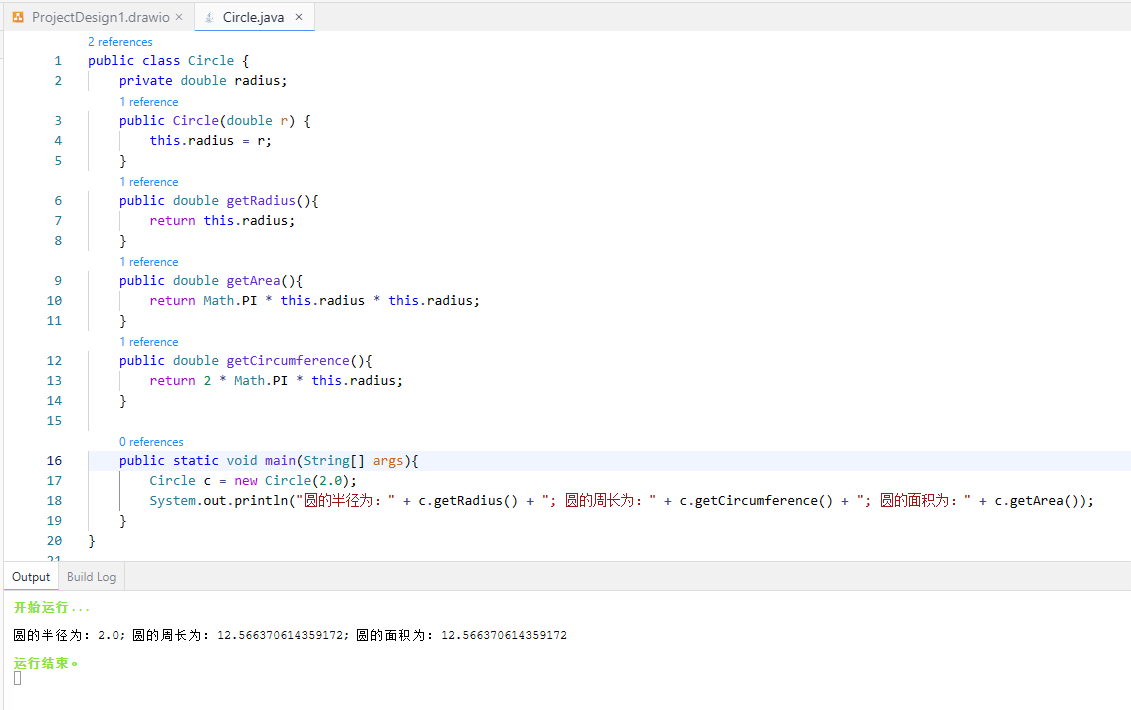 ProjectDesign1.drawio × Circle.java ×
2 references
1 public class Circle {
2 private double radius;
1 reference
3 public Circle(double r) {
4 this.radius = r;
5 }
1 reference
6 public double getRadius(){
7 return this.radius;
8 }
1 reference
9 public double getArea(){
10 return Math.PI * this.radius * this.radius;
11 }
1 reference
12 public double getCircumference(){
13 return 2 * Math.PI * this.radius;
14 }
15
0 references
16 public static void main(String[] args){
17 Circle c = new Circle(2.0);
18 System.out.println("圆的半径为：" + c.getRadius() + "; 圆的周长为：" + c.getCircumference() + "; 圆的面积为：" + c.getArea());
19 }
20 }
21
Output Build Log
开始运行...
圆的半径为：2.0; 圆的周长为：12.566370614359172; 圆的面积为：12.566370614359172
运行结束。